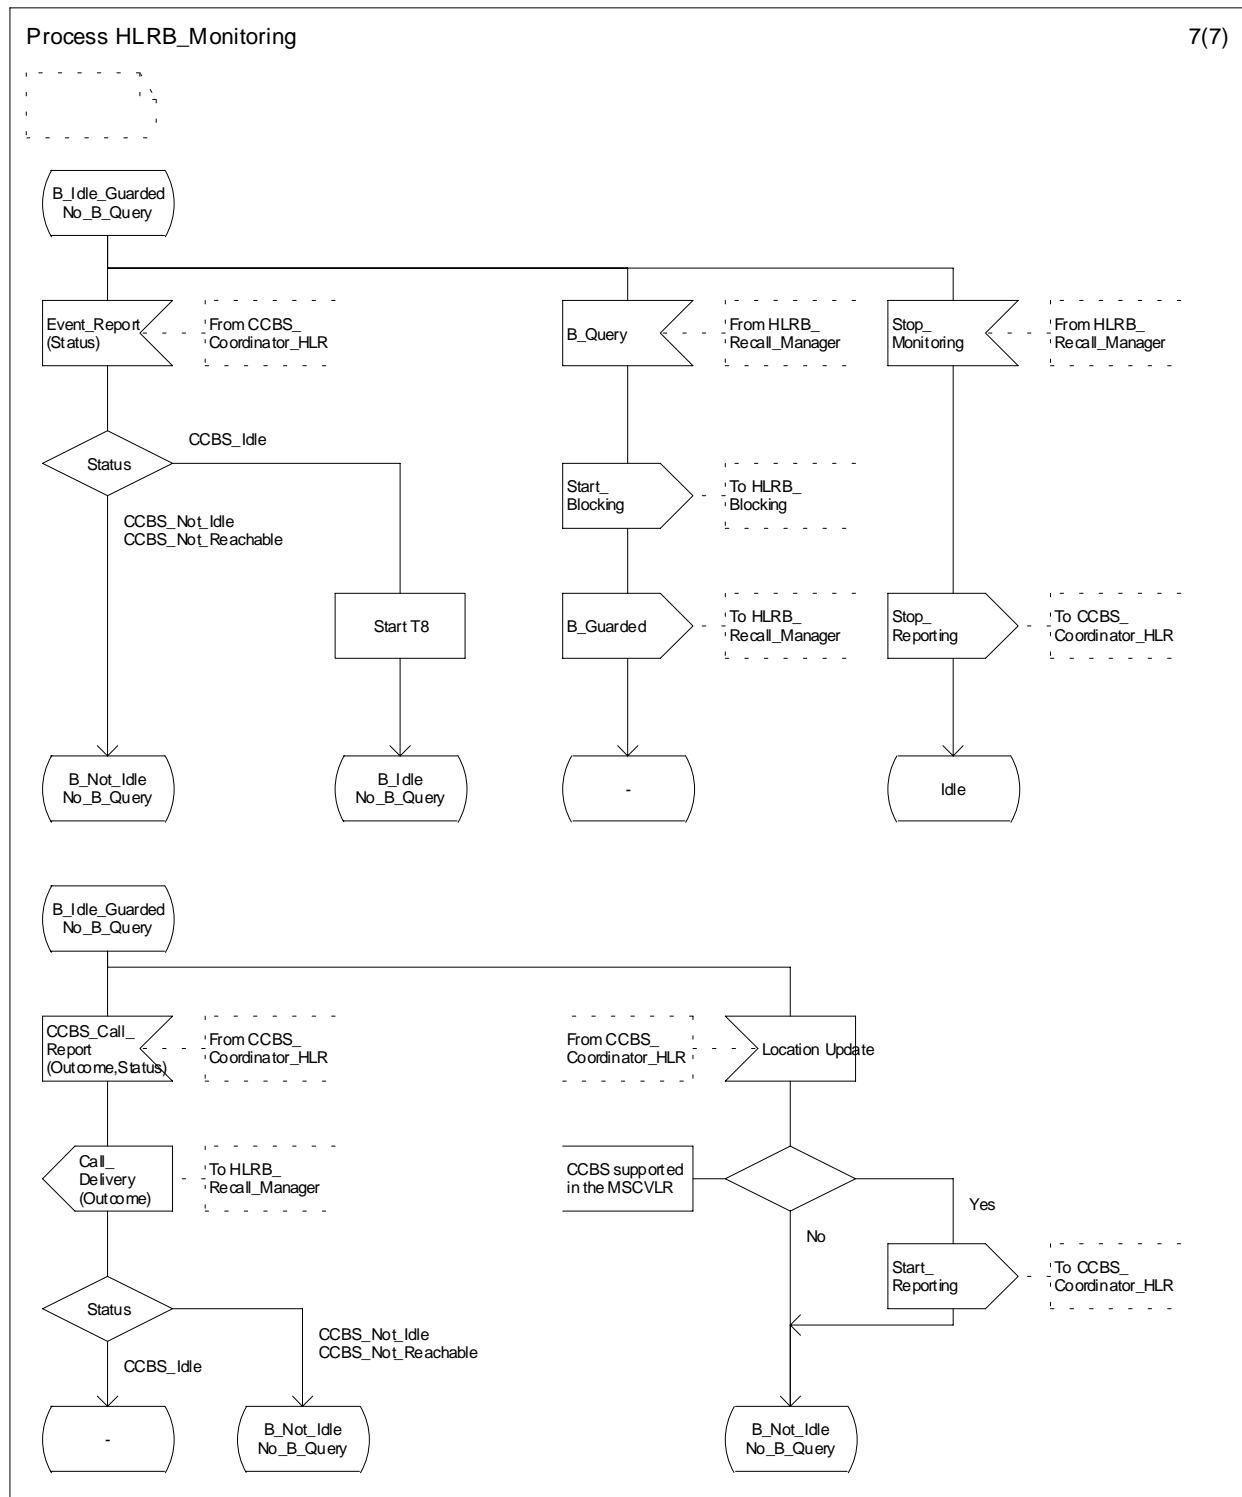 Process HLRB_Monitoring
7(7)
B_Idle_Guarded
No_B_Query
Event_Report
(Status)
From CCBS_
Coordinator_HLR
B_Query
From HLRB_
Recall_Manager
Stop_
Monitoring
From HLRB_
Recall_Manager
Status
CCBS_Idle
CCBS_Not_Idle
CCBS_Not_Reachable
Start_
Blocking
To HLRB_
Blocking
Start T8
B_Guarded
To HLRB_
Recall_Manager
Stop_
Reporting
To CCBS_
Coordinator_HLR
B_Not_Idle
No_B_Query
B_Idle
No_B_Query
-
Idle
B_Idle_Guarded
No_B_Query
CCBS_Call_
Report
(Outcome,Status)
From CCBS_
Coordinator_HLR
From CCBS_
Coordinator_HLR
Location Update
Call_
Delivery
(Outcome)
To HLRB_
Recall_Manager
CCBS supported
in the MSCVLR
Yes
No
Start_
Reporting
To CCBS_
Coordinator_HLR
Status
CCBS_Not_Idle
CCBS_Not_Reachable
CCBS_Idle
-
B_Not_Idle
No_B_Query
B_Not_Idle
No_B_Query